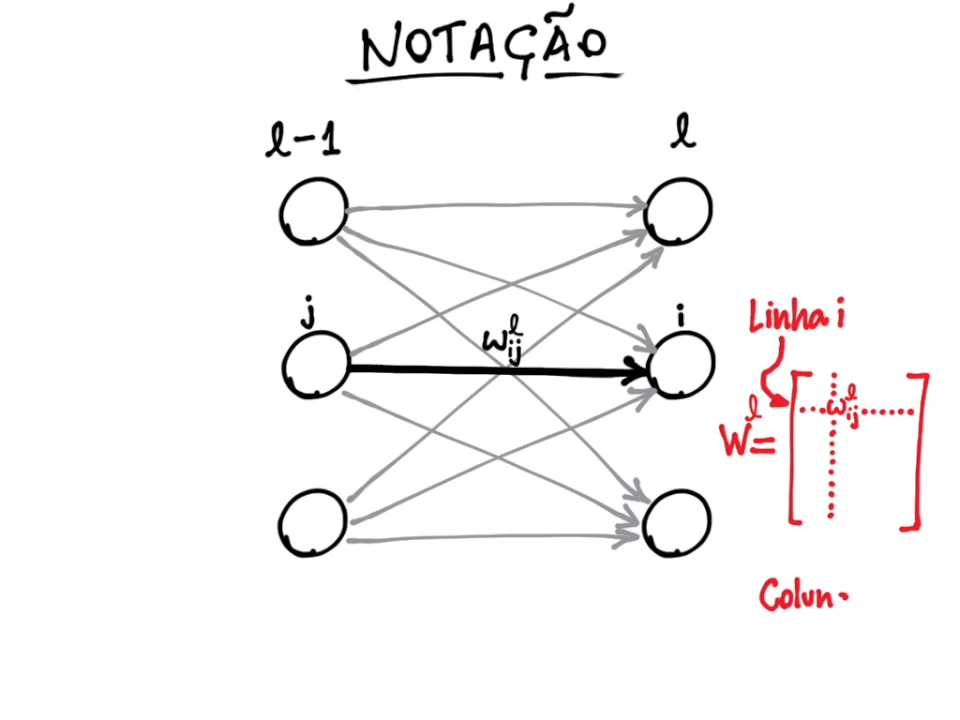 NOTAÇÃO
l-1
l
j
i
w^l_ij
Linha i
W^l = [ w^l_ij ]
Colun